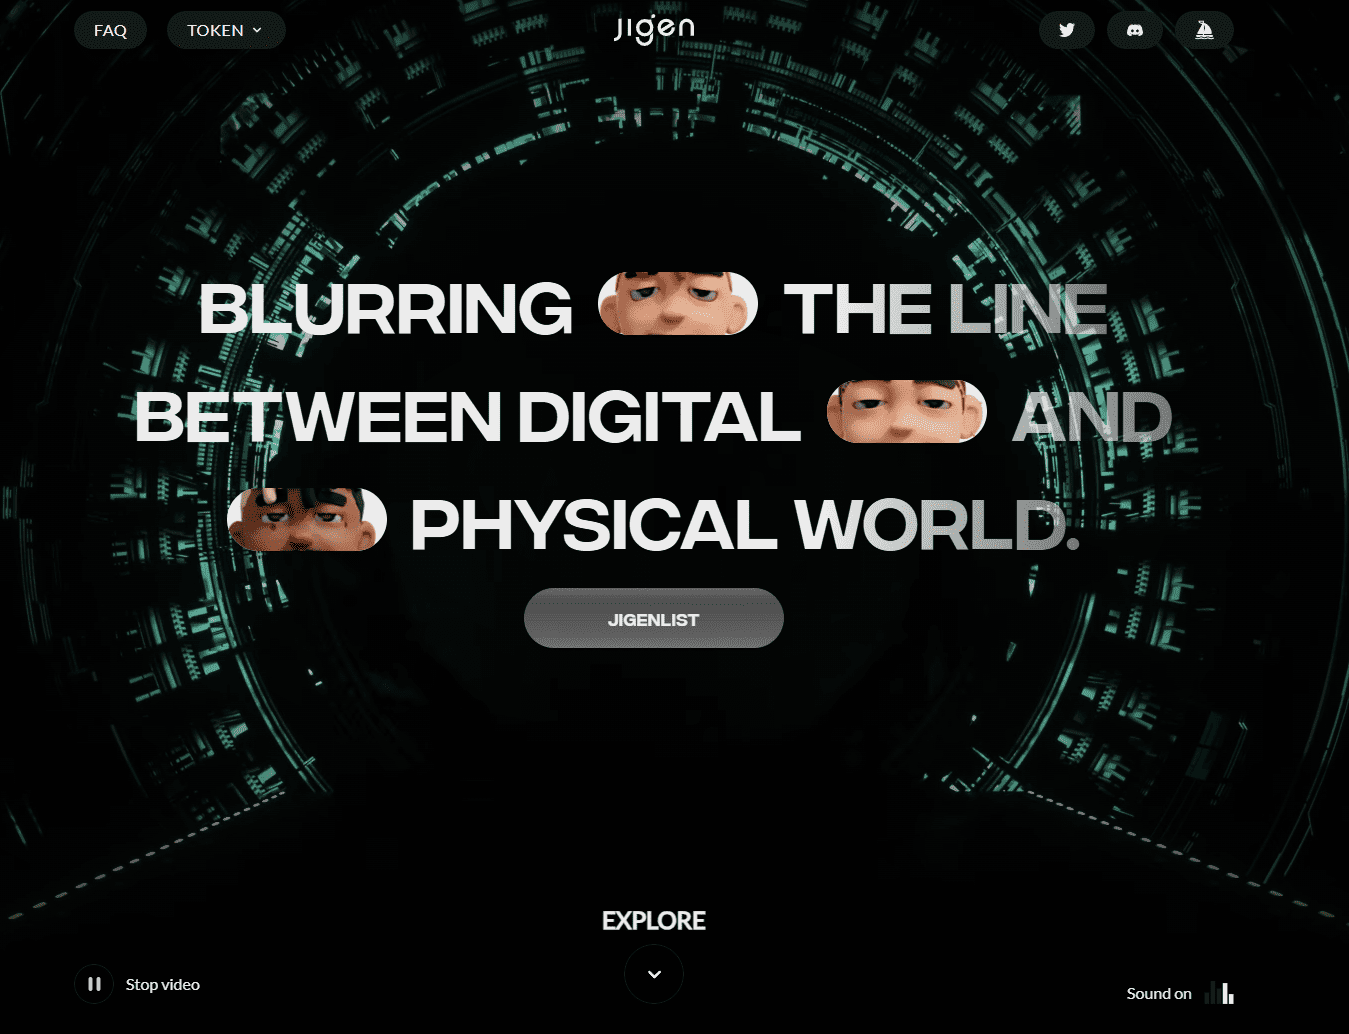 FAQ
TOKEN
jigen
BLURRING THE LINE
BETWEEN DIGITAL AND
PHYSICAL WORLD.
JIGENLIST
EXPLORE
Stop video
Sound on